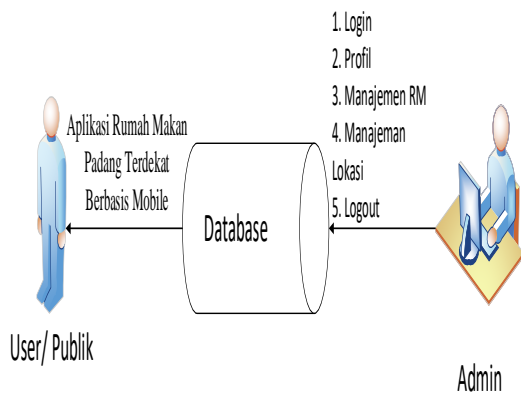 1. Login
2. Profil
3. Manajemen RM
4. Manajeman
Lokasi
5. Logout
Aplikasi Rumah Makan
Padang Terdekat
Berbasis Mobile
Database
User/ Publik
Admin